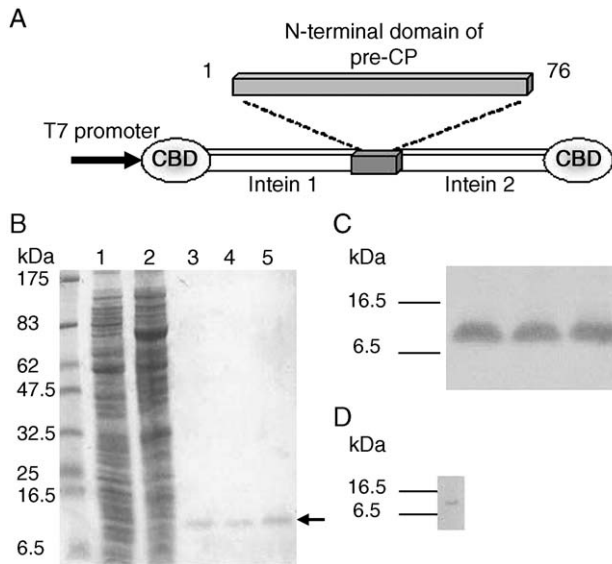 A
N-terminal domain of
pre-CP
1
76
T7 promoter
CBD
CBD
Intein 1
Intein 2
B
kDa
1 2 3 4 5
175
83
62
47.5
32.5
25
16.5
6.5
C
kDa
16.5
6.5
D
kDa
16.5
6.5